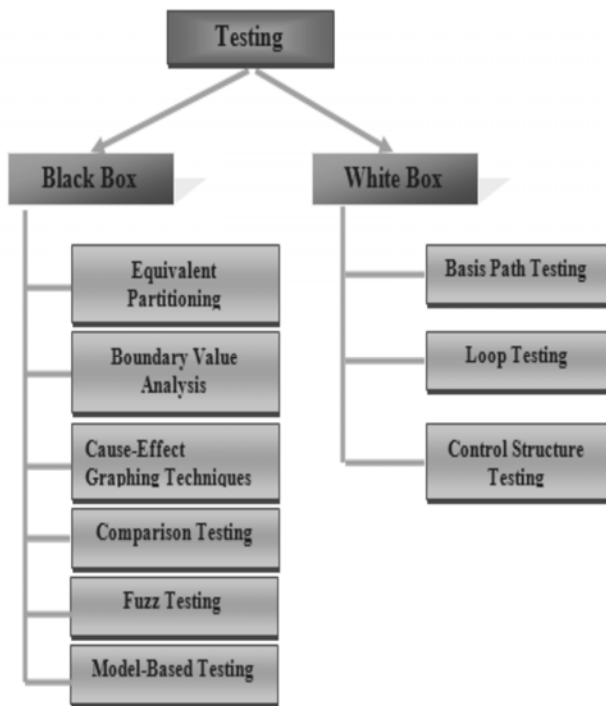 Testing
Black Box
White Box
Equivalent
Partitioning
Boundary Value
Analysis
Cause-Effect
Graphing Techniques
Comparison Testing
Fuzz Testing
Model-Based Testing
Basis Path Testing
Loop Testing
Control Structure
Testing